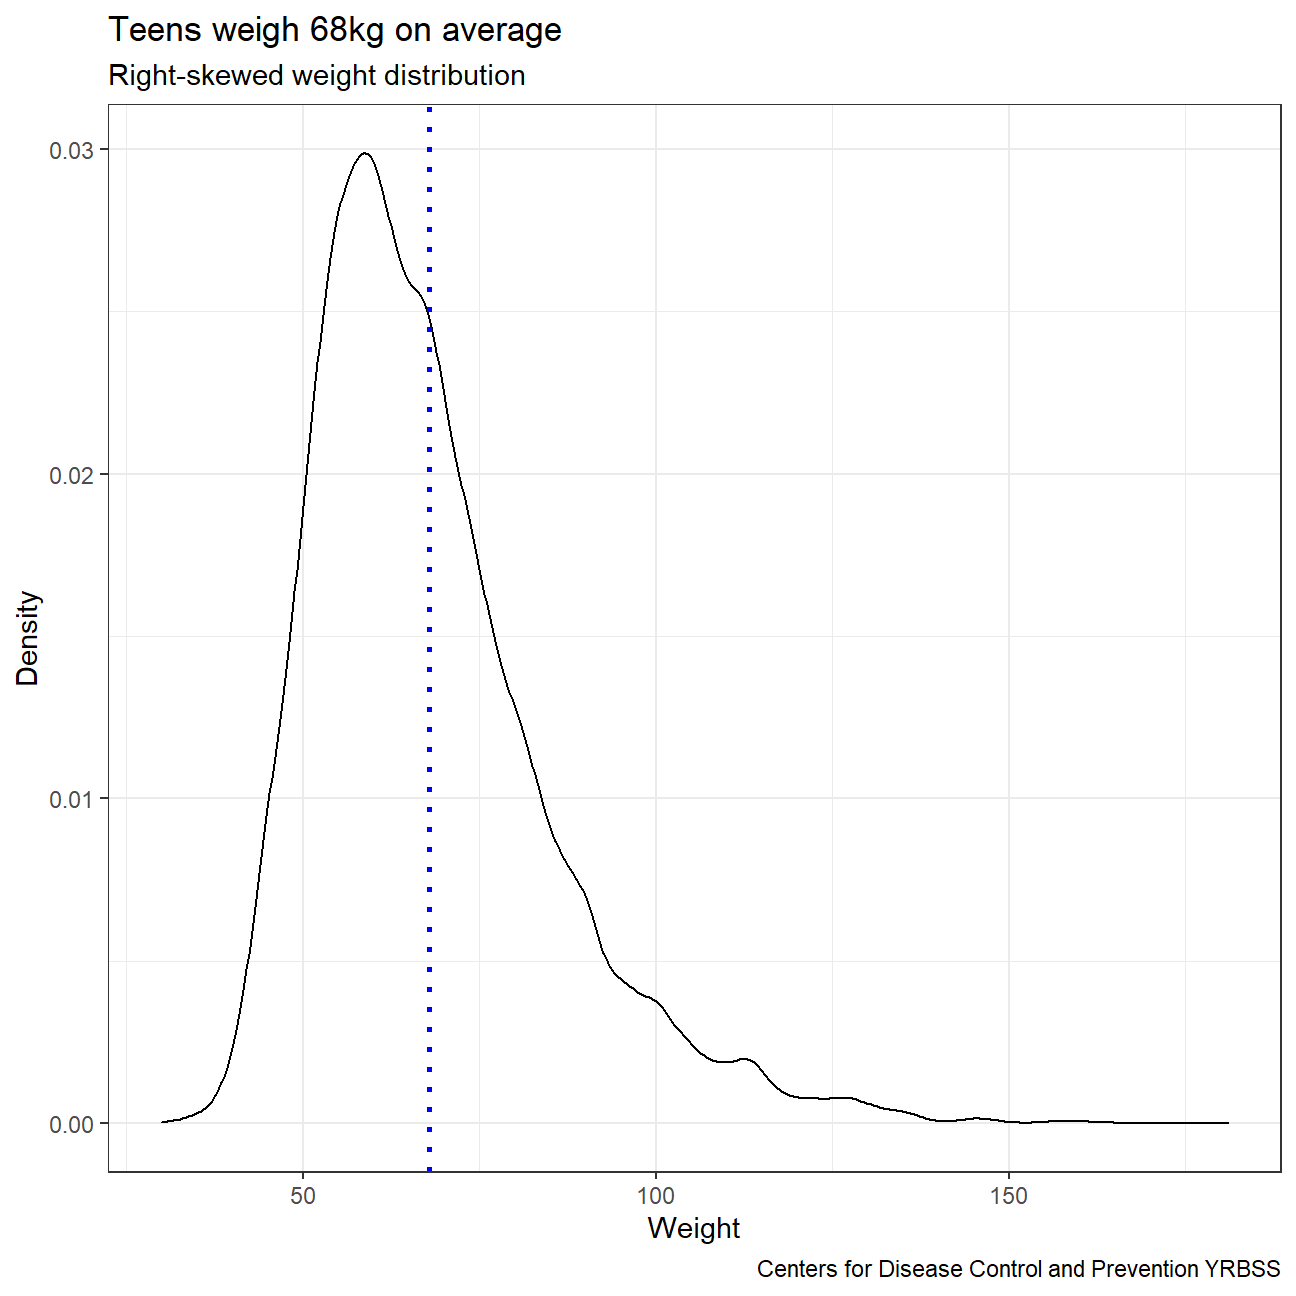 Teens weigh 68kg on average
Right-skewed weight distribution
0.03
0.02
0.01
0.00
Density
50
100
150
Weight
Centers for Disease Control and Prevention YRBSS